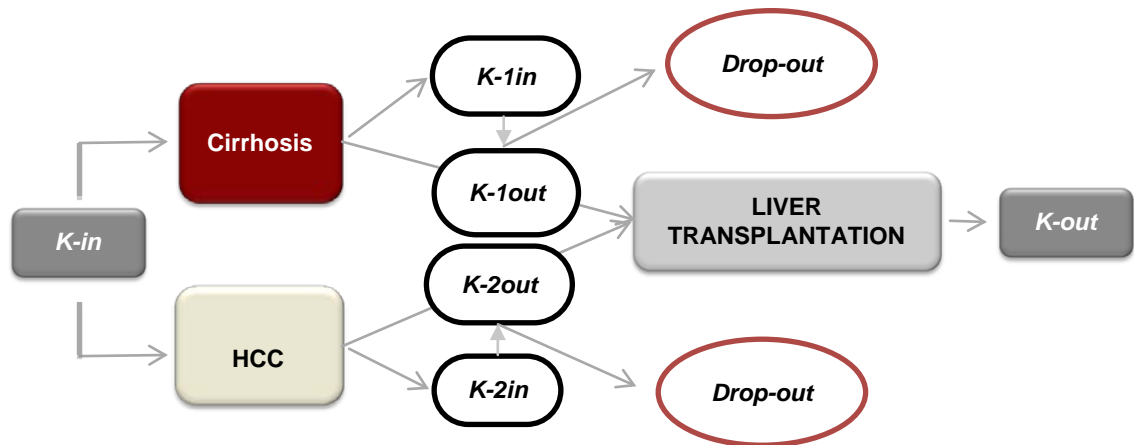 K-1in
Drop-out
Cirrhosis
K-1out
K-in
LIVER
TRANSPLANTATION
K-out
K-2out
HCC
K-2in
Drop-out